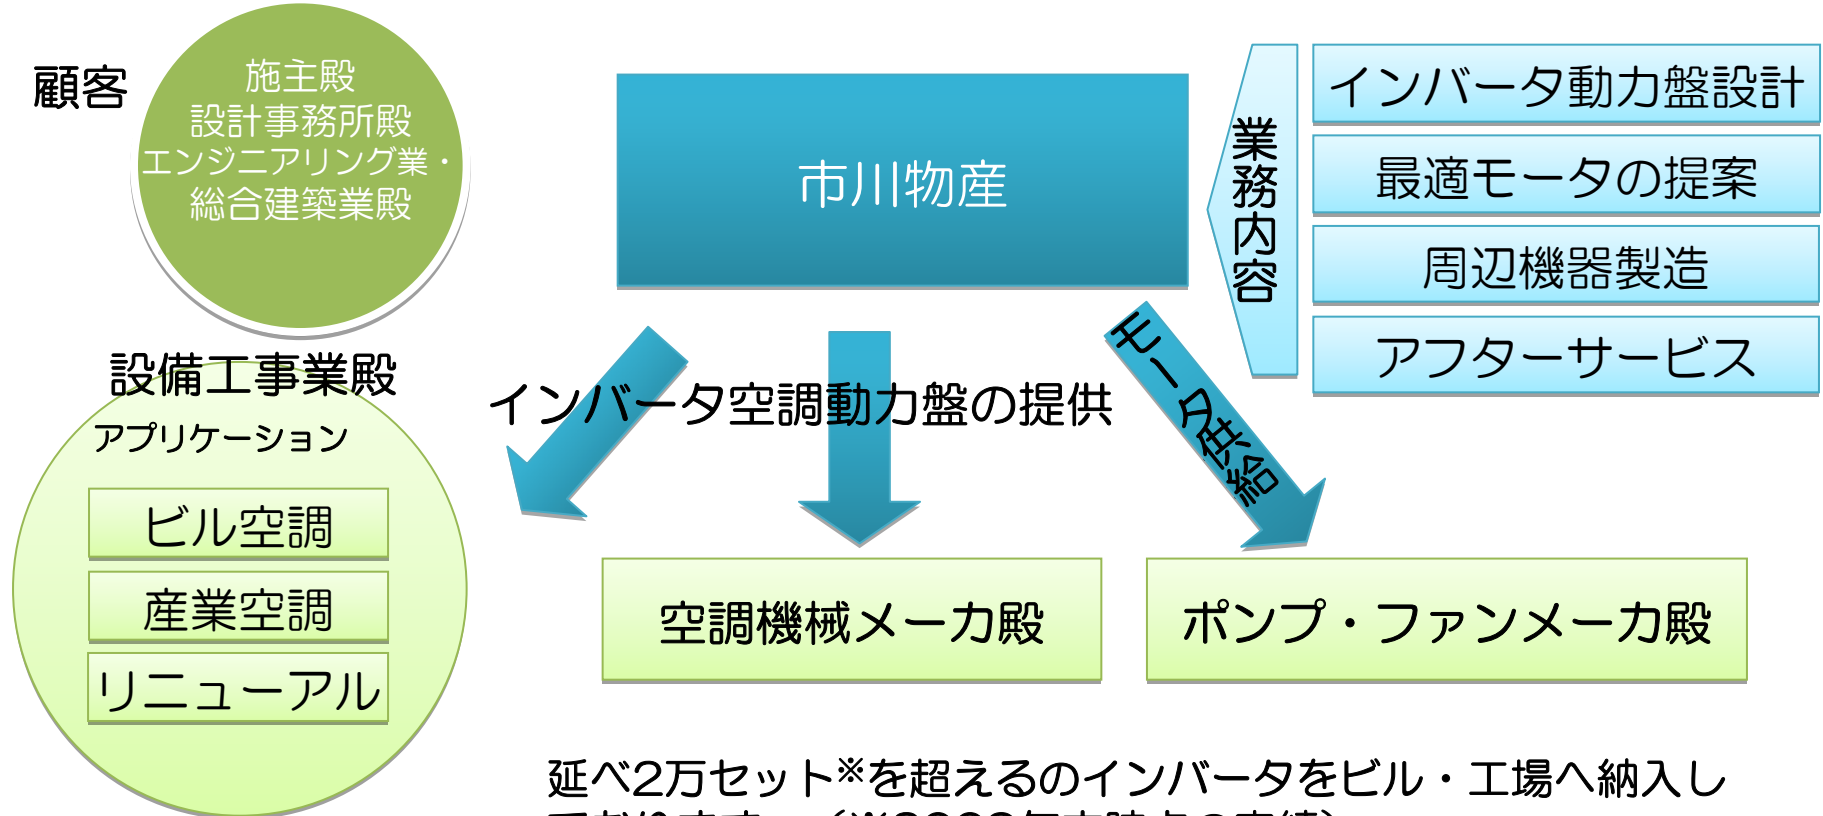 顧客
施主殿
設計事務所殿
エンジニアリング業・
総合建築業殿
市川物産
業務内容
インバータ動力盤設計
最適モータの提案
周辺機器製造
アフターサービス
設備工事業殿
アプリケーション
ビル空調
産業空調
リニューアル
インバータ空調動力盤の提供
モータ供給
空調機械メーカ殿
ポンプ・ファンメーカ殿
延べ2万セット※を超えるのインバータをビル・工場へ納入し